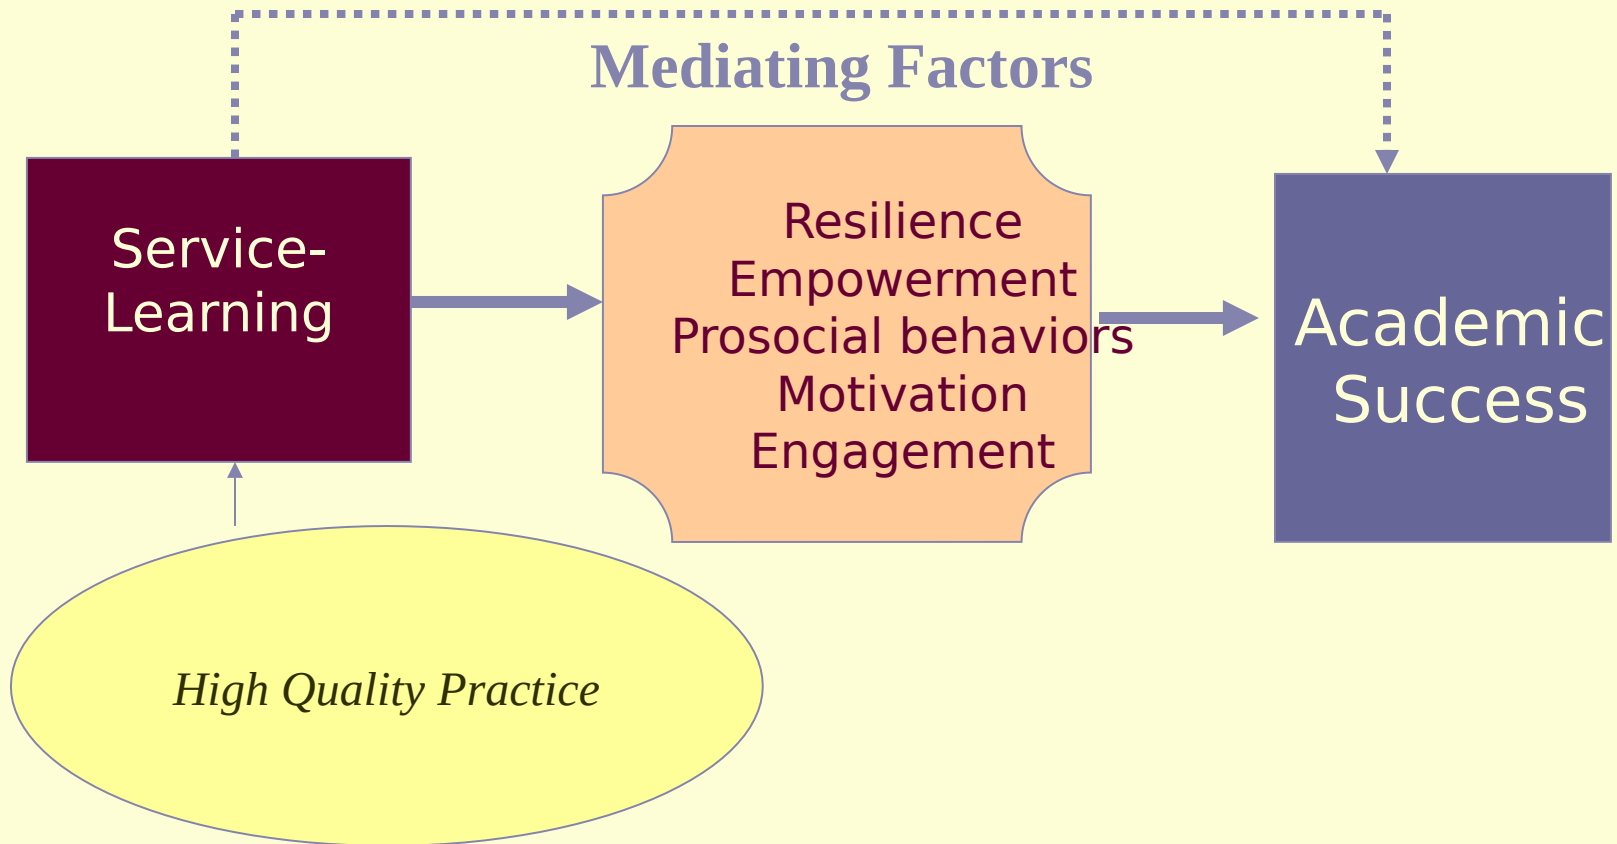 Mediating Factors
Service-
Learning
Resilience
Empowerment
Prosocial behaviors
Motivation
Engagement
Academic
Success
High Quality Practice